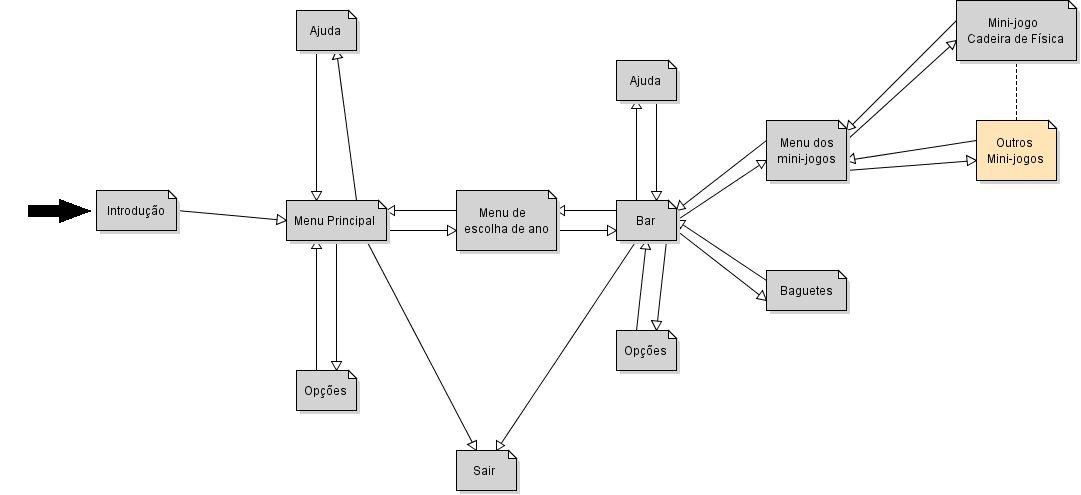 Mini-jogo
Cadeira de Física
Ajuda
Ajuda
Menu dos
mini-jogos
Outros
Mini-jogos
Introdução
Menu Principal
Menu de
escolha de ano
Bar
Baguetes
Opções
Opções
Sair